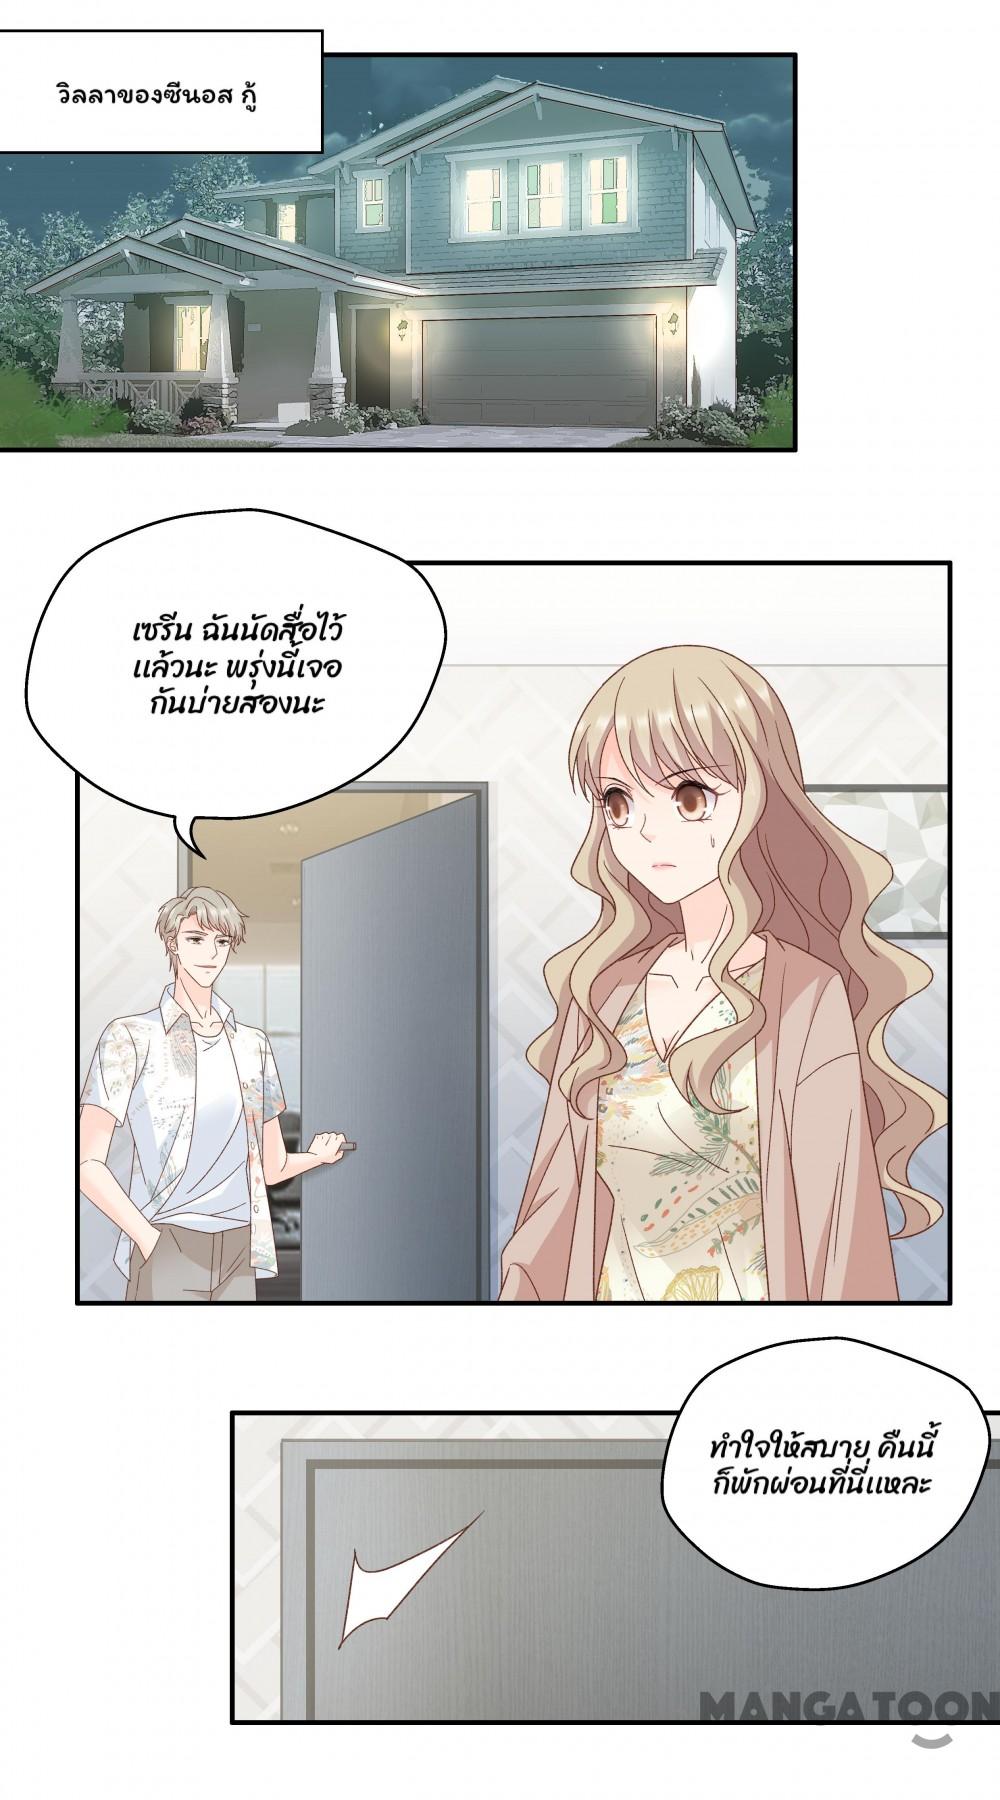 วิลลาของซีนอส กู้
เซรีน ฉันนัดสื่อไว้
แล้วนะ พรุ่งนี้เจอ
กันบ่ายสองนะ
ทำใจให้สบาย คืนนี้
ก็พักผ่อนที่นี่แหละ
MANGATOON